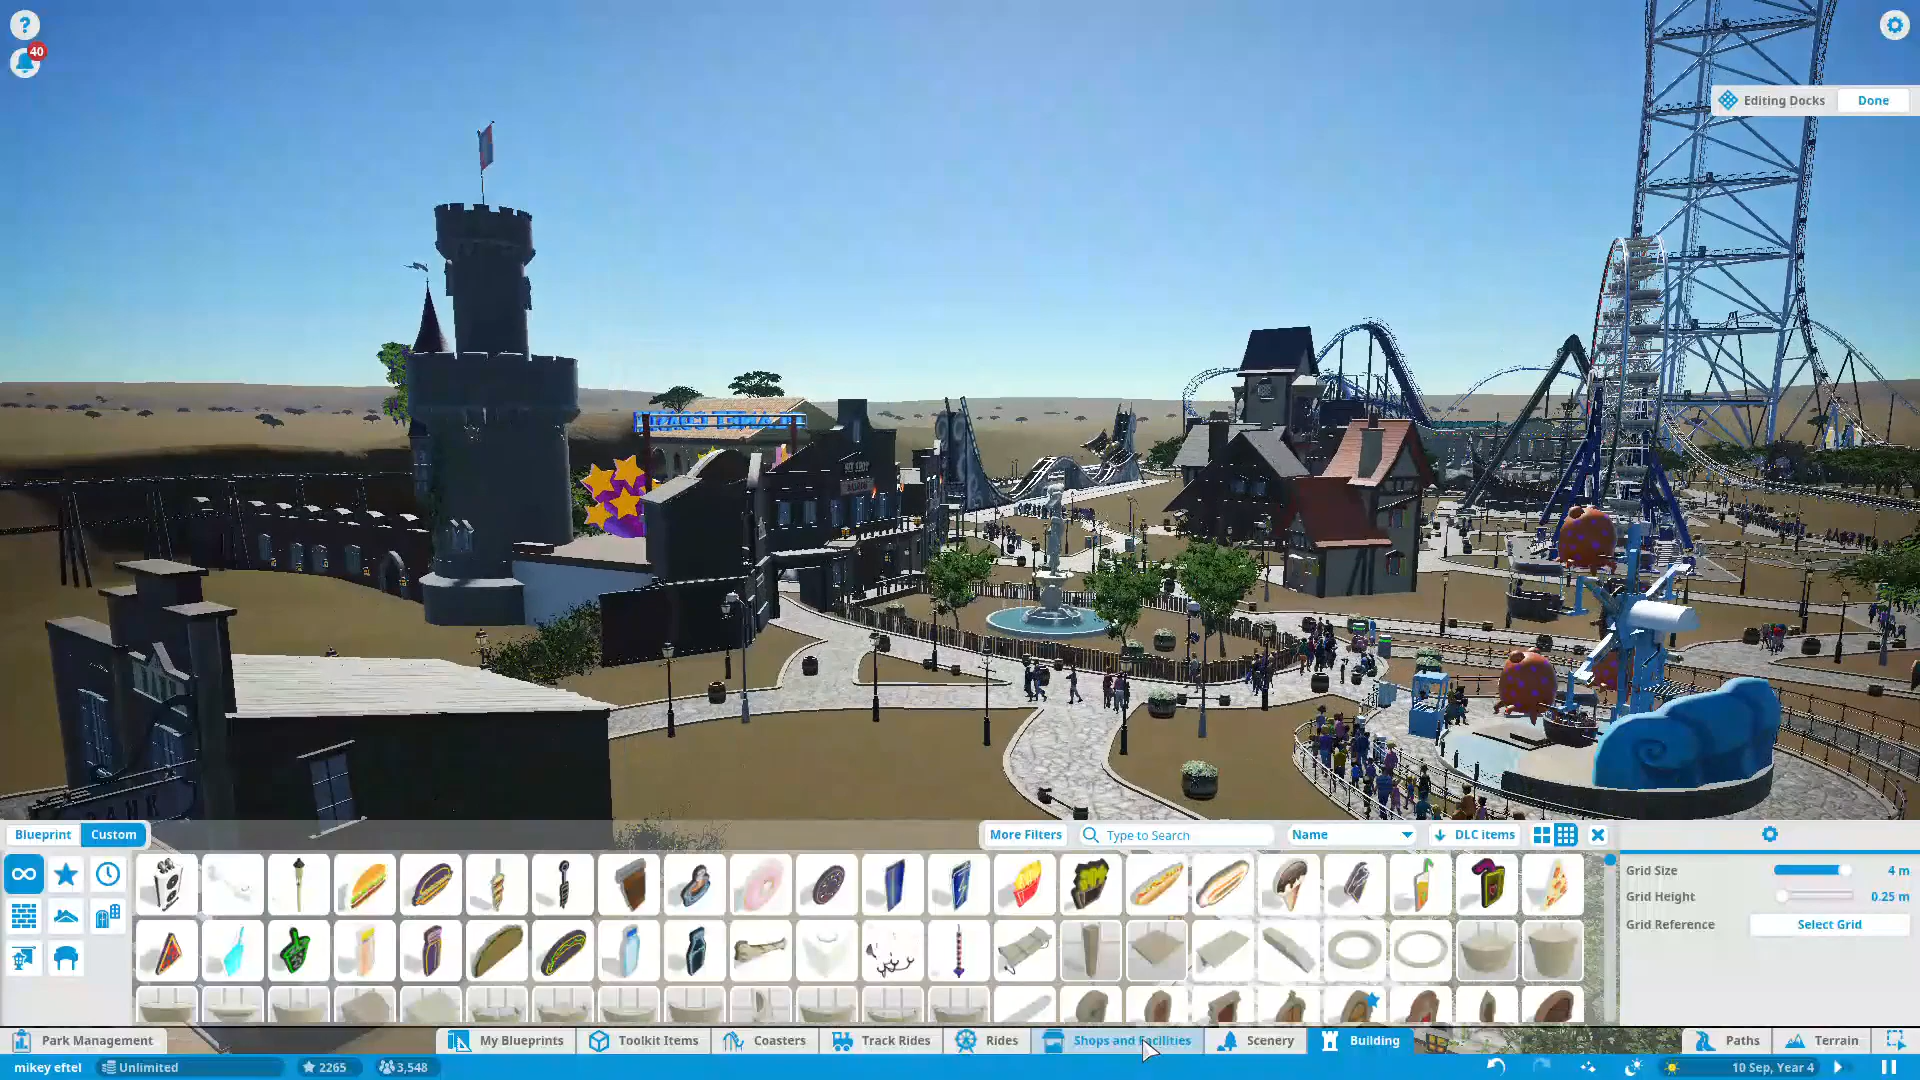 ?
40
Editing Docks
Done
BANK
Blueprint
Custom
More Filters
Type to Search
Name
DLC items
Grid Size
4 m
Grid Height
0.25 m
Grid Reference
Select Grid
Park Management
My Blueprints
Toolkit Items
Coasters
Track Rides
Rides
Shops and Facilities
Scenery
Building
Paths
Terrain
mikey eftel
Unlimited
2265
3,548
10 Sep, Year 4